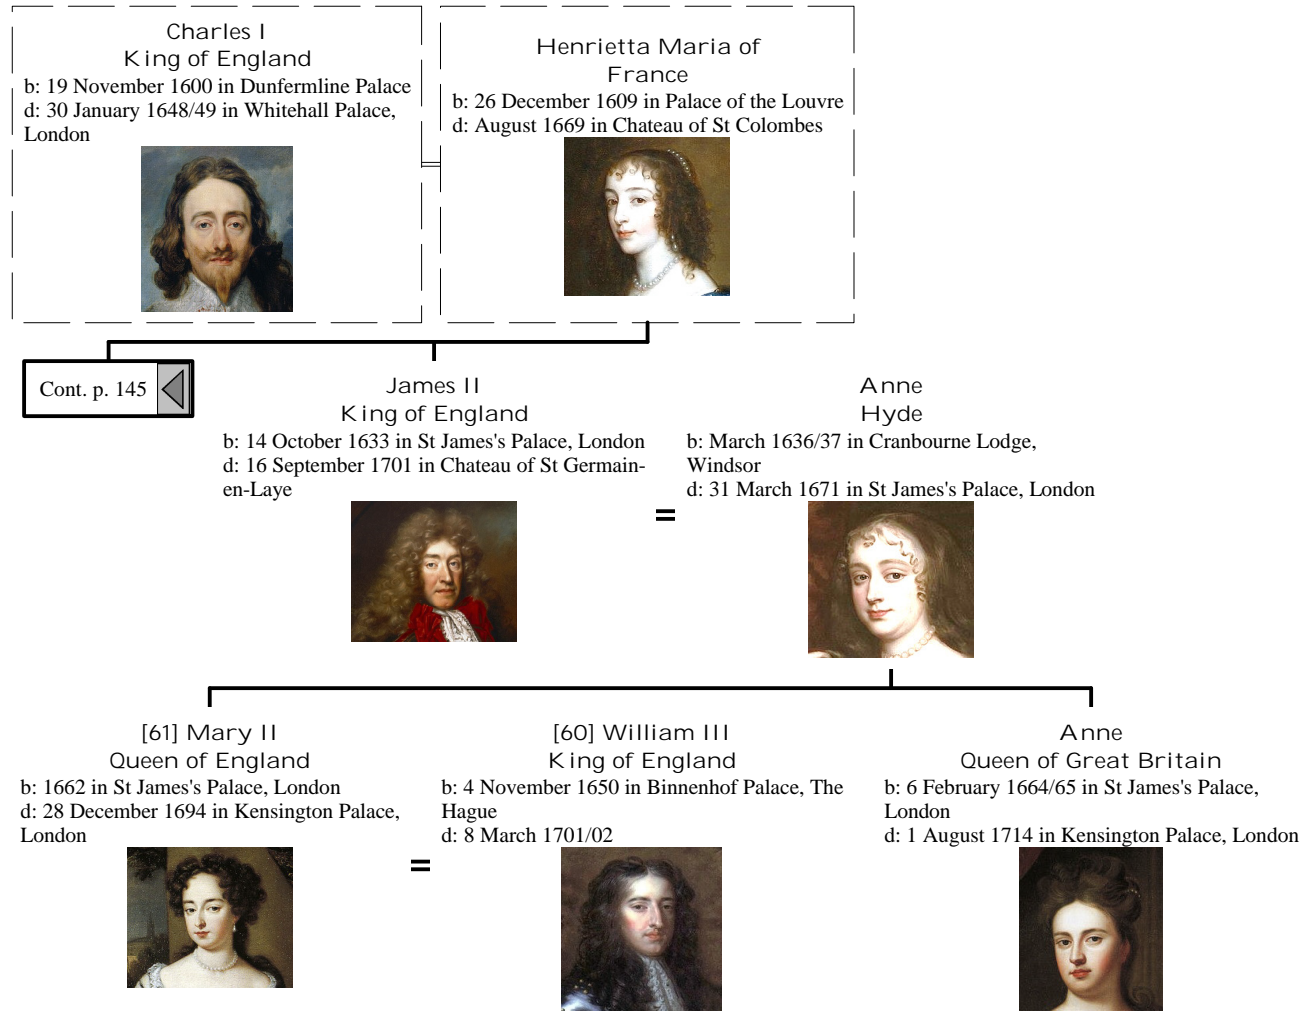 Charles I
King of England
b: 19 November 1600 in Dunfermline Palace
d: 30 January 1648/49 in Whitehall Palace,
London
Henrietta Maria of
France
b: 26 December 1609 in Palace of the Louvre
d: August 1669 in Chateau of St Colombes
Cont. p. 145
James II
King of England
b: 14 October 1633 in St James's Palace, London
d: 16 September 1701 in Chateau of St Germain-
en-Laye
=
Anne
Hyde
b: March 1636/37 in Cranbourne Lodge,
Windsor
d: 31 March 1671 in St James's Palace, London
[61] Mary II
Queen of England
b: 1662 in St James's Palace, London
d: 28 December 1694 in Kensington Palace,
London
=
[60] William III
King of England
b: 4 November 1650 in Binnenhof Palace, The
Hague
d: 8 March 1701/02
Anne
Queen of Great Britain
b: 6 February 1664/65 in St James's Palace,
London
d: 1 August 1714 in Kensington Palace, London